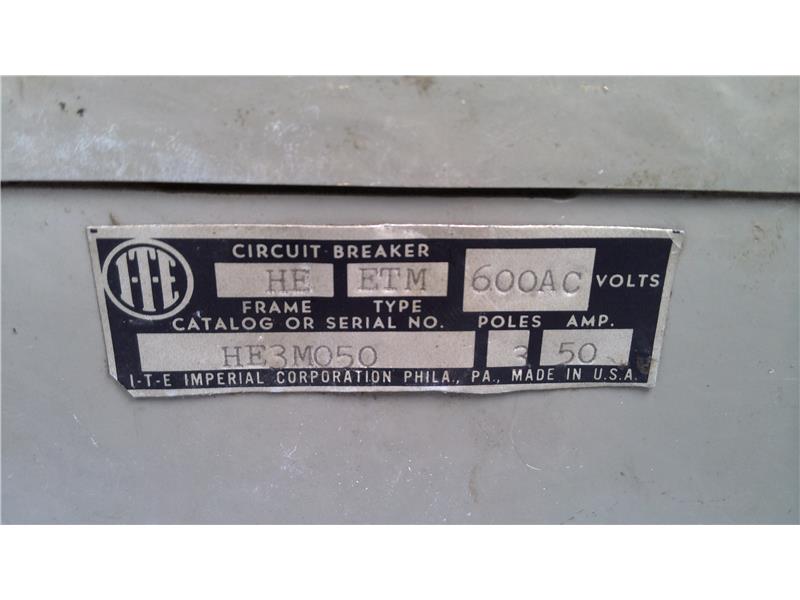 I-T-E
CIRCUIT-BREAKER
HE ETM 600AC VOLTS
FRAME TYPE
CATALOG OR SERIAL NO. POLES AMP.
HE3M050 3 50
I-T-E IMPERIAL CORPORATION PHILA., PA., MADE IN U.S.A.